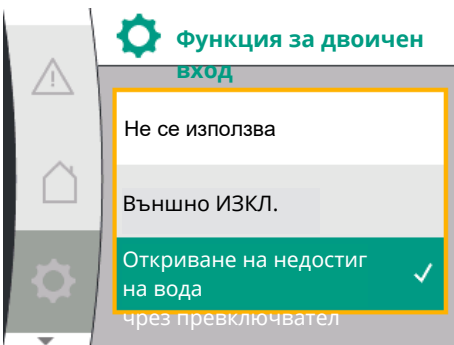 Функция за двоичен
вход
Не се използва
Външно ИЗКЛ.
Откриване на недостиг
на вода
чрез превключвател